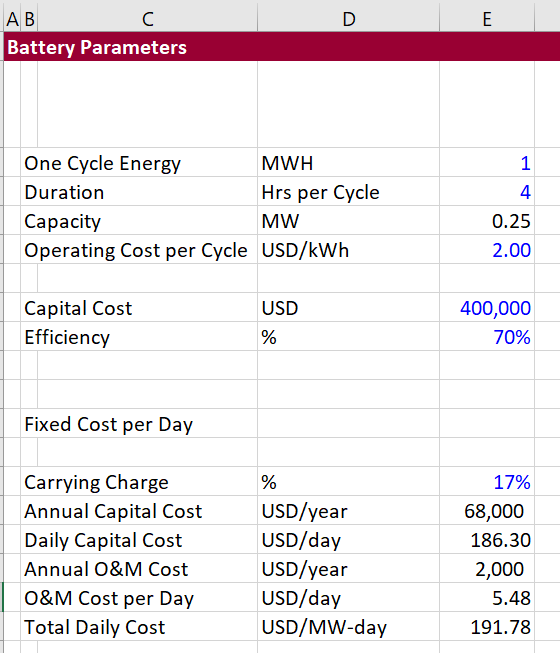 A B C D E
Battery Parameters
One Cycle Energy MWH 1
Duration Hrs per Cycle 4
Capacity MW 0.25
Operating Cost per Cycle USD/kWh 2.00
Capital Cost USD 400,000
Efficiency % 70%
Fixed Cost per Day
Carrying Charge % 17%
Annual Capital Cost USD/year 68,000
Daily Capital Cost USD/day 186.30
Annual O&M Cost USD/year 2,000
O&M Cost per Day USD/day 5.48
Total Daily Cost USD/MW-day 191.78